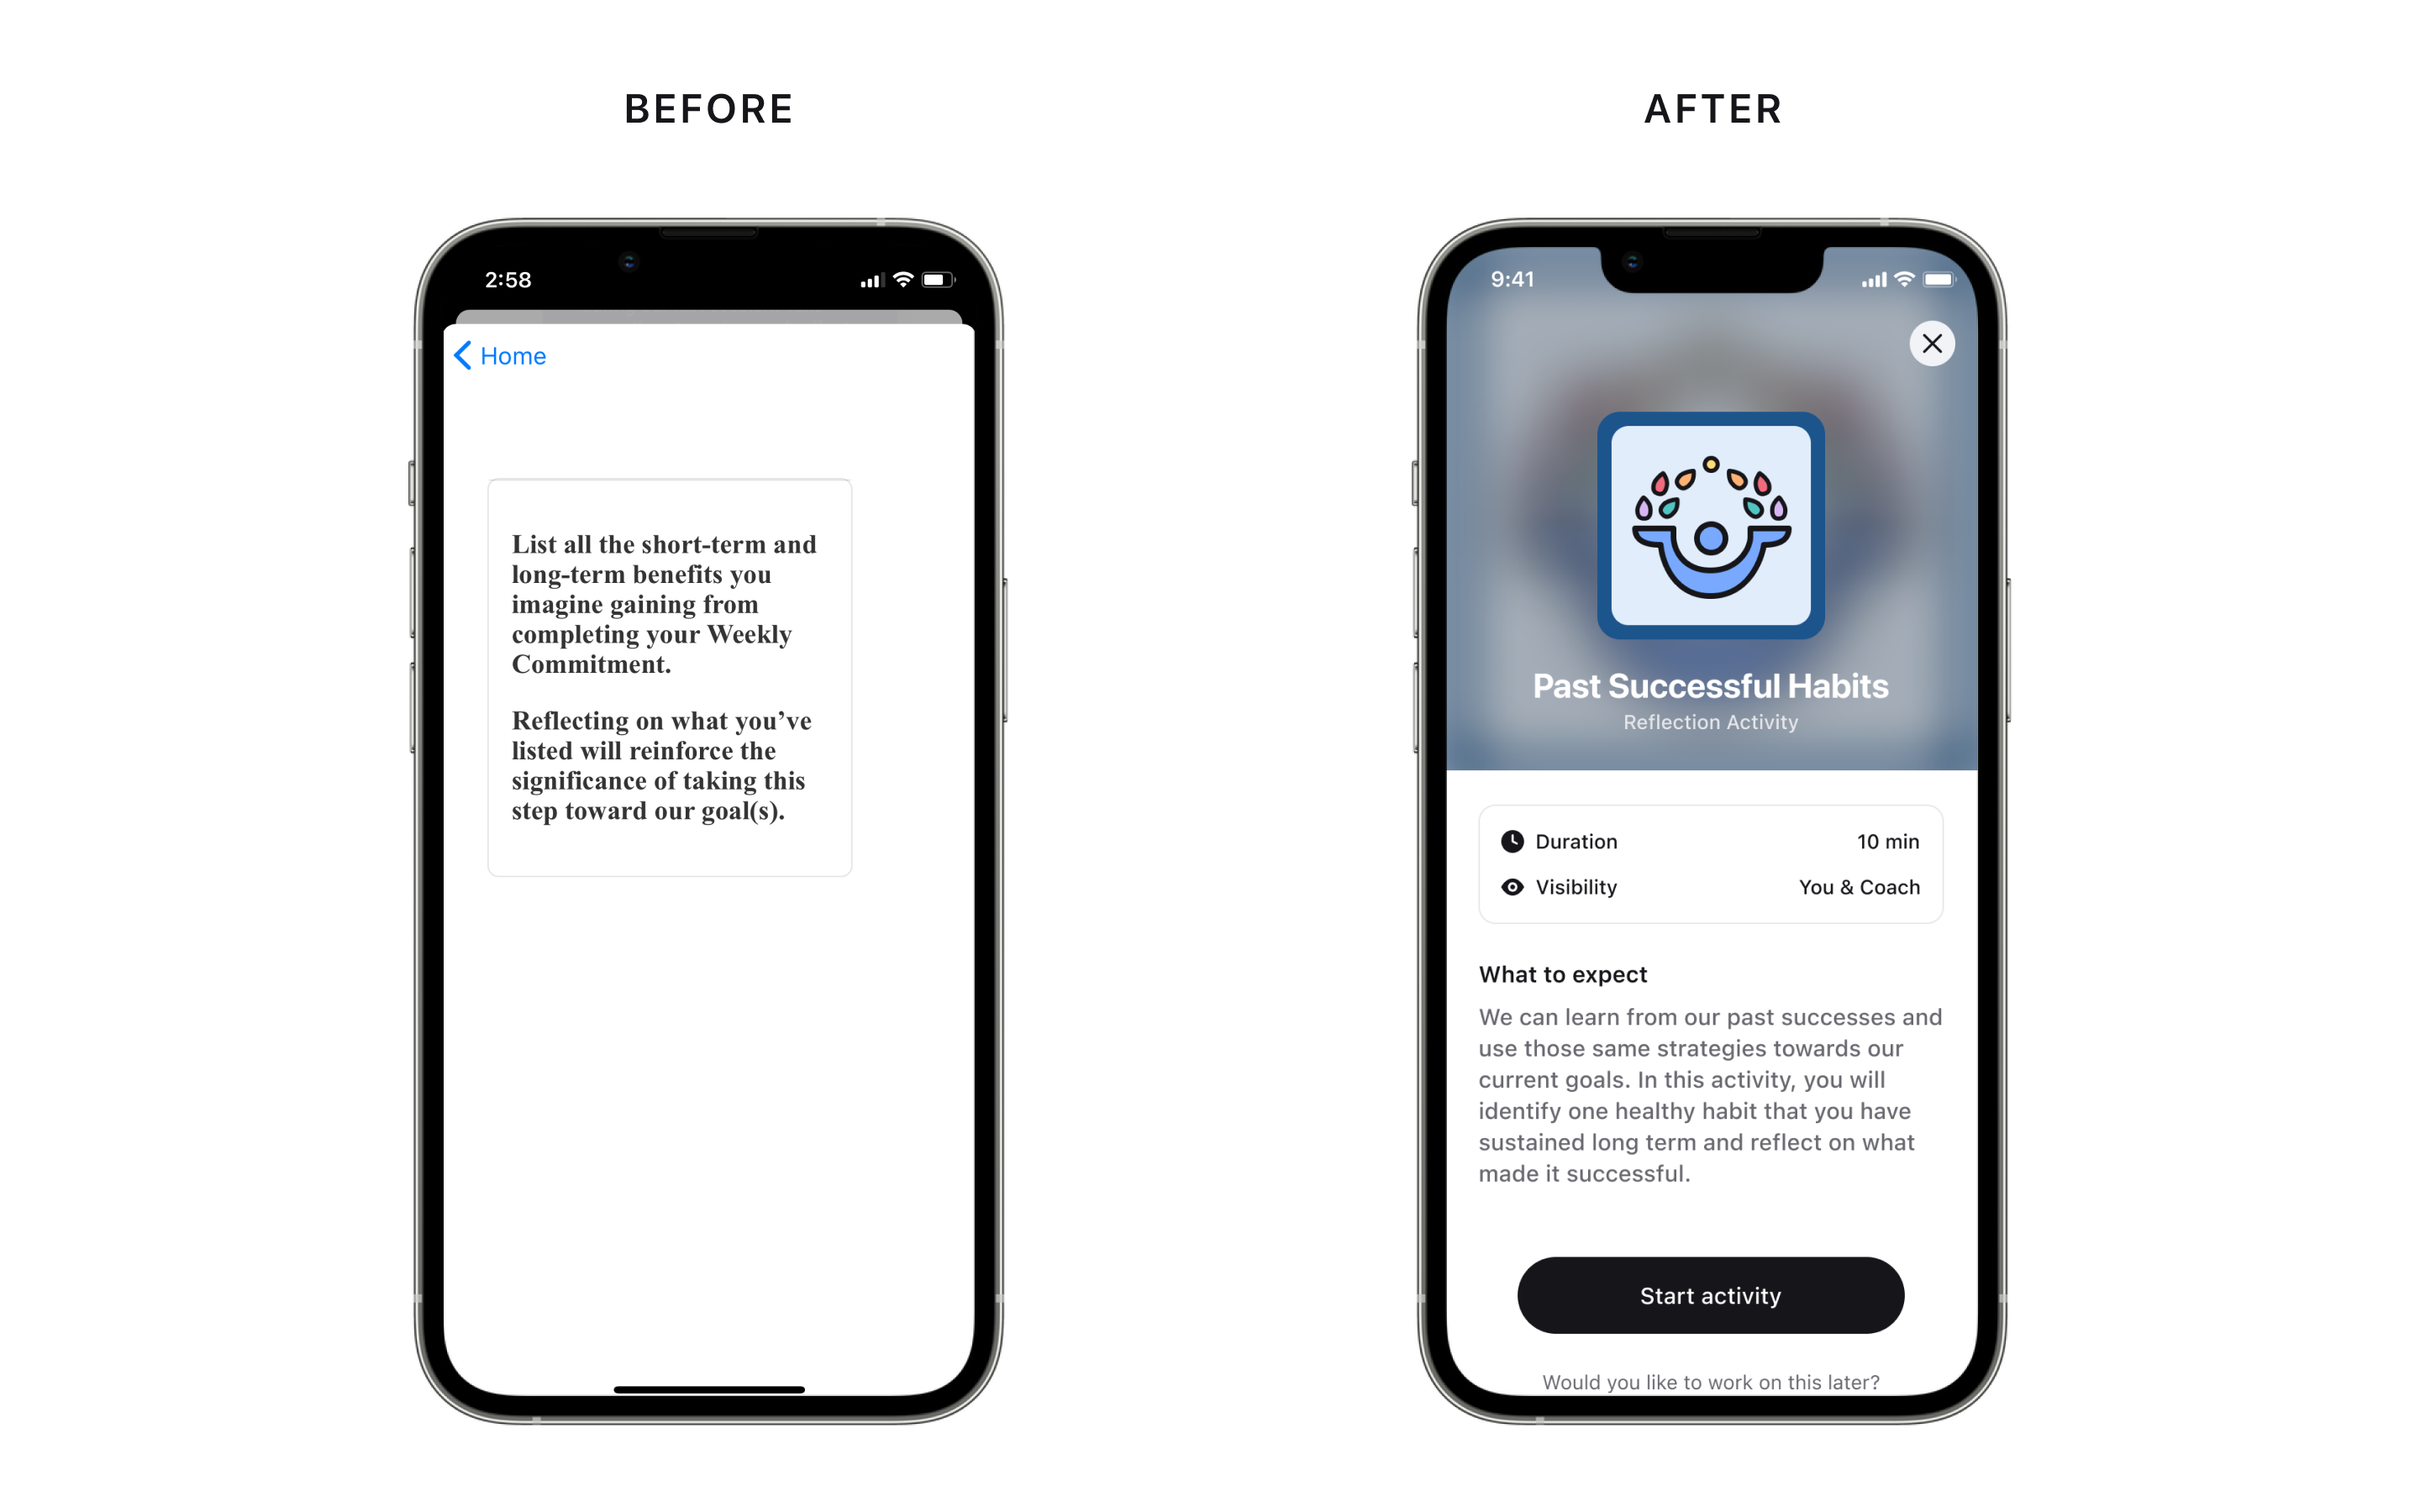 BEFORE
2:58
Home
List all the short-term and
long-term benefits you
imagine gaining from
completing your Weekly
Commitment.
Reflecting on what you’ve
listed will reinforce the
significance of taking this
step toward our goal(s).
AFTER
9:41
Past Successful Habits
Reflection Activity
Duration 10 min
Visibility You & Coach
What to expect
We can learn from our past successes and
use those same strategies towards our
current goals. In this activity, you will
identify one healthy habit that you have
sustained long term and reflect on what
made it successful.
Start activity
Would you like to work on this later?